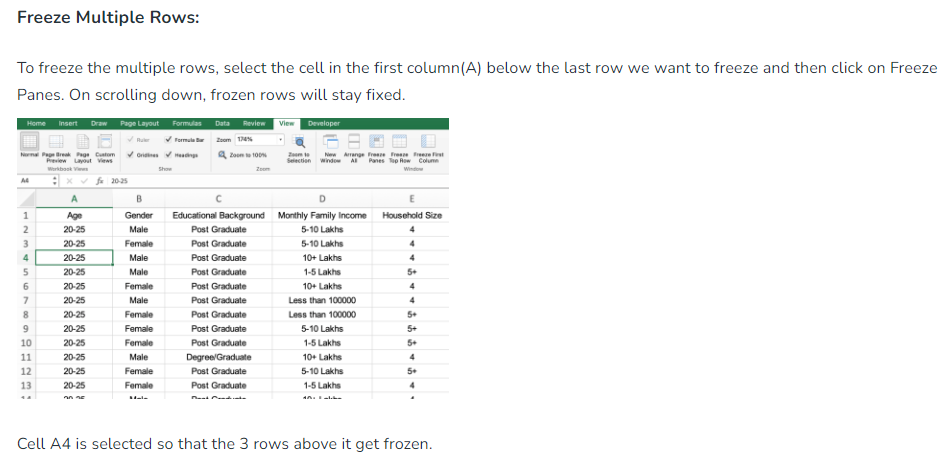 Freeze Multiple Rows:
To freeze the multiple rows, select the cell in the first column(A) below the last row we want to freeze and then click on Freeze
Panes. On scrolling down, frozen rows will stay fixed.
Home Insert Draw Page Layout Formulas Data Review View Developer
Ruler Formula Bar Zoom 174%
Normal Page Break Preview Page Layout Custom Views Gridlines Headings Zoom to 100% Zoom to Selection New Window Arrange All Freeze Panes Freeze Top Row Freeze First Column
Workbook Views Show Zoom Window
A4 fx 20-25
A B C D E
1 Age Gender Educational Background Monthly Family Income Household Size
2 20-25 Male Post Graduate 5-10 Lakhs 4
3 20-25 Female Post Graduate 5-10 Lakhs 4
4 20-25 Male Post Graduate 10+ Lakhs 4
5 20-25 Male Post Graduate 1-5 Lakhs 5+
6 20-25 Female Post Graduate 10+ Lakhs 4
7 20-25 Male Post Graduate Less than 100000 4
8 20-25 Female Post Graduate Less than 100000 5+
9 20-25 Female Post Graduate 5-10 Lakhs 5+
10 20-25 Female Post Graduate 1-5 Lakhs 5+
11 20-25 Male Degree/Graduate 10+ Lakhs 4
12 20-25 Female Post Graduate 5-10 Lakhs 5+
13 20-25 Female Post Graduate 1-5 Lakhs 4
Cell A4 is selected so that the 3 rows above it get frozen.